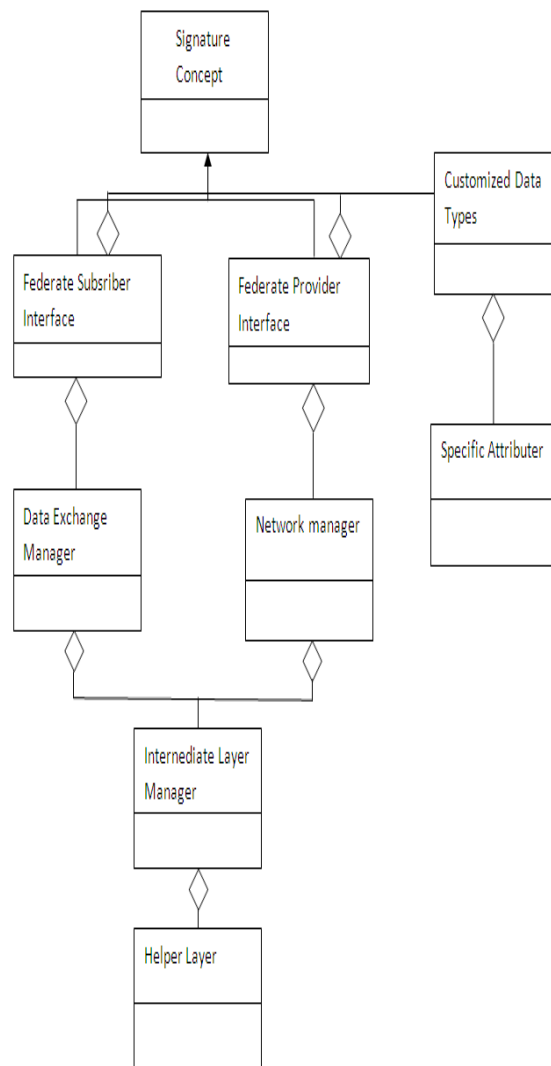 Signature
Concept
Customized Data
Types
Federate Subsriber
Interface
Federate Provider
Interface
Specific Attributer
Data Exchange
Manager
Network manager
Internediate Layer
Manager
Helper Layer